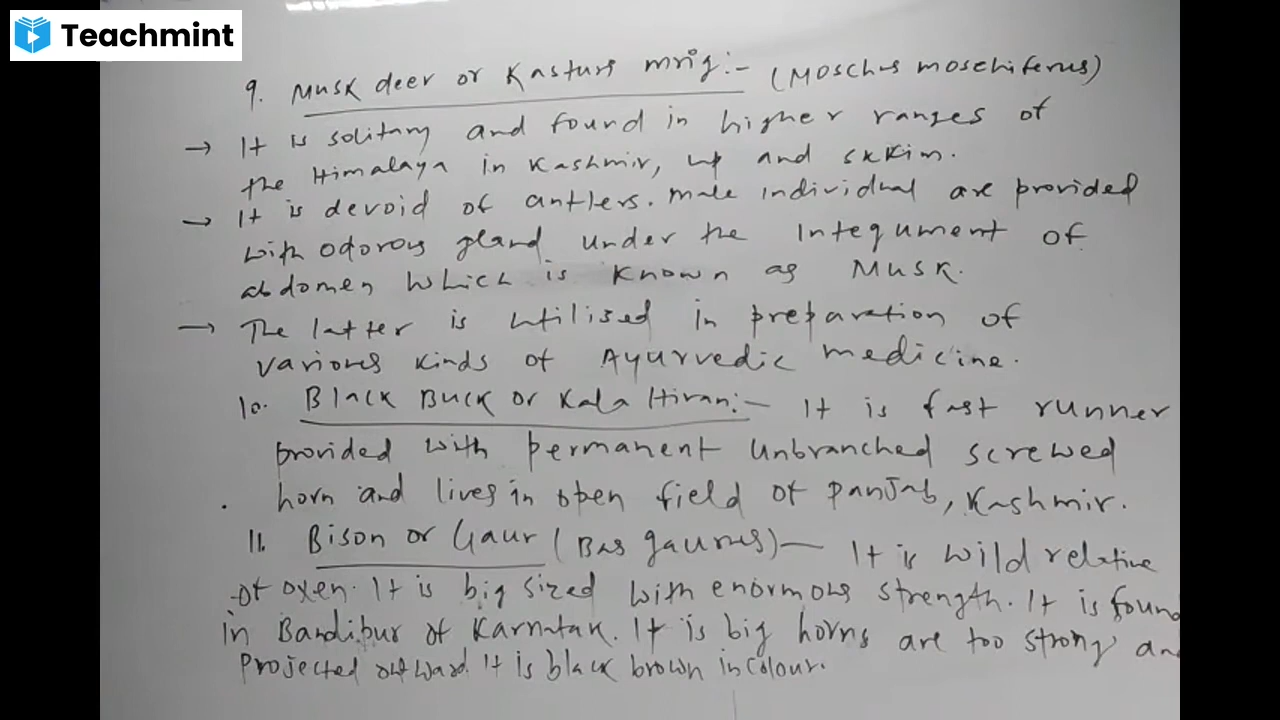 Teachmint
9. Musk deer or Kasturi mrig:- (Moschus moschiferus)
→ It is solitary and found in higher ranges of
the Himalaya in Kashmir, up and sikkim.
→ It is devoid of antlers. male individual are provided
with odorous gland under the Integument of
abdomen which is known as Musk.
→ The latter is utilised in preparation of
various kinds of Ayurvedic medicine.
10. Black Buck or Kala Hiran:- It is fast runner
provided with permanent unbranched screwed
horn and lives in open field of Panjab, Kashmir.
11. Bison or Gaur (Bas gaurus)— It is wild relative
of oxen. It is big sized with enormous strength. It is found
in Bandipur of Karnatak. It is big horns are too strong an
Projected outward. It is black brown in colour.